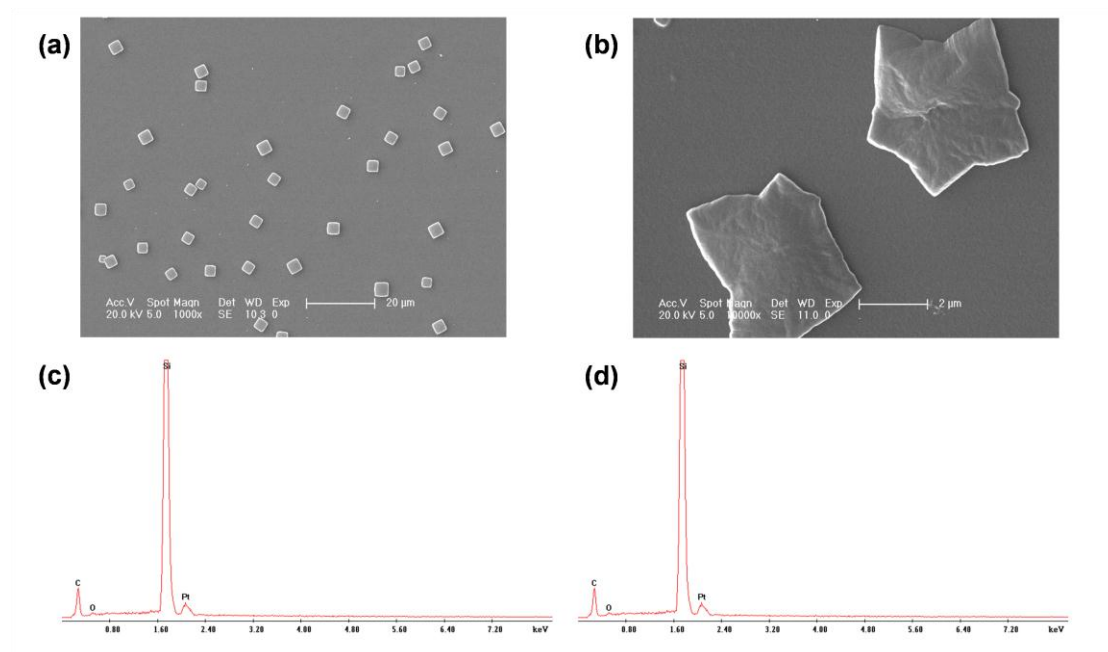 (a)
Acc.V Spot Magn Det WD Exp
20.0 kV 5.0 1000x SE 10.3 0 20 µm
(b)
Acc.V Spot Magn Det WD Exp
20.0 kV 5.0 10000x SE 11.0 0 2 µm
(c)
Si
C
O
Pt
0.80 1.60 2.40 3.20 4.00 4.80 5.60 6.40 7.20 keV
(d)
Si
C
O
Pt
0.80 1.60 2.40 3.20 4.00 4.80 5.60 6.40 7.20 keV